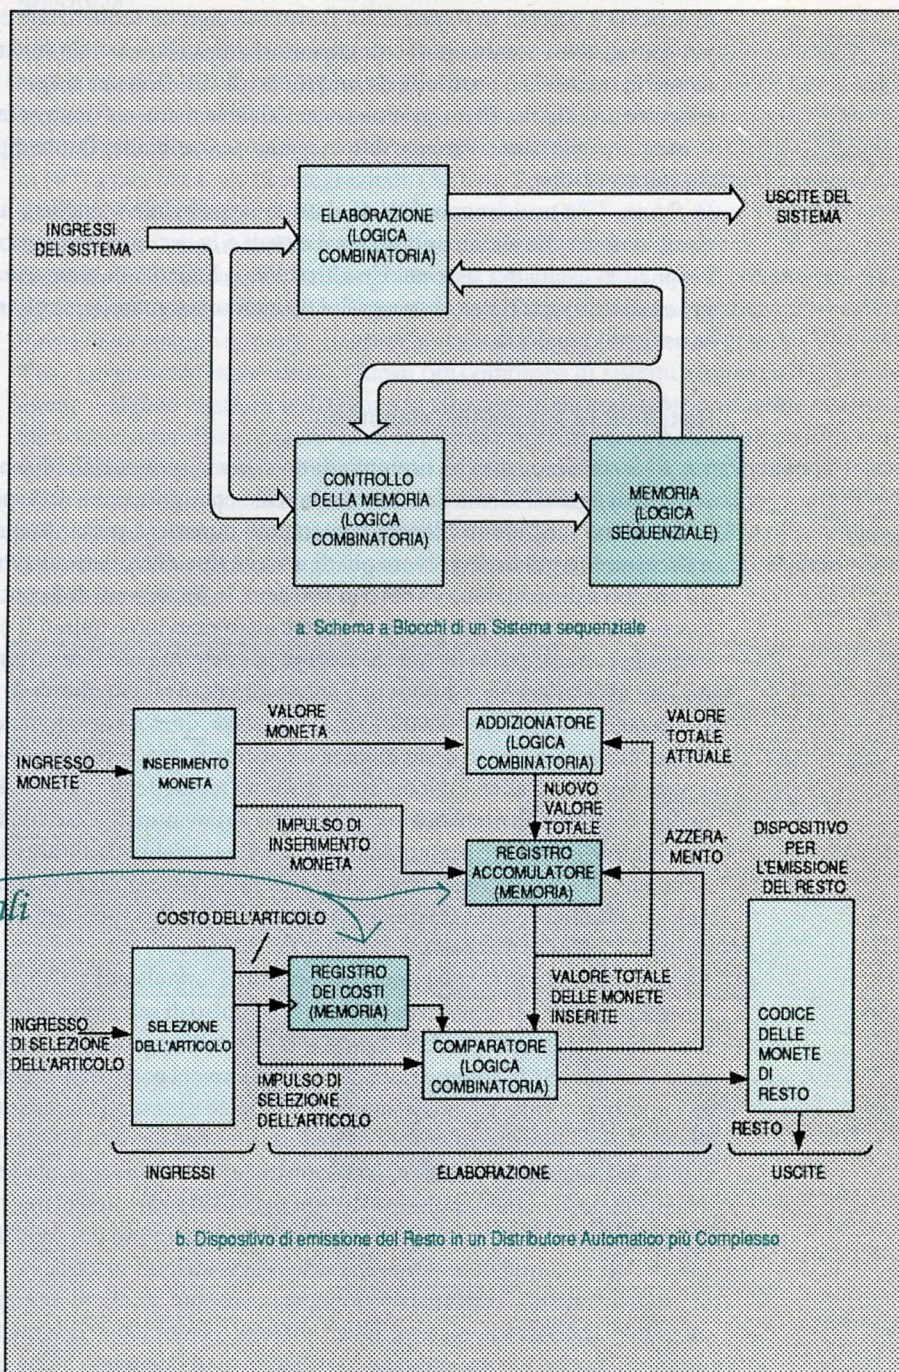 ELABORAZIONE
(LOGICA
COMBINATORIA)
USCITE DEL
SISTEMA
INGRESSI
DEL SISTEMA
CONTROLLO
DELLA MEMORIA
(LOGICA
COMBINATORIA)
MEMORIA
(LOGICA
SEQUENZIALE)
a. Schema a Blocchi di un Sistema sequenziale
VALORE
MONETA
ADDIZIONATORE
(LOGICA
COMBINATORIA)
VALORE
TOTALE
ATTUALE
INGRESSO
MONETE
INSERIMENTO
MONETA
NUOVO
VALORE
TOTALE
IMPULSO DI
INSERIMENTO
MONETA
REGISTRO
ACCOMULATORE
(MEMORIA)
AZZERA-
MENTO
DISPOSITIVO
PER
L'EMISSIONE
DEL RESTO
COSTO DELL'ARTICOLO
REGISTRO
DEI COSTI
(MEMORIA)
VALORE TOTALE
DELLE MONETE
INSERITE
INGRESSO
DI SELEZIONE
DELL'ARTICOLO
SELEZIONE
DELL'ARTICOLO
COMPARATORE
(LOGICA
COMBINATORIA)
CODICE
DELLE
MONETE
DI
RESTO
IMPULSO DI
SELEZIONE
DELL'ARTICOLO
RESTO
INGRESSI
ELABORAZIONE
USCITE
b. Dispositivo di emissione del Resto in un Distributore Automatico più Complesso